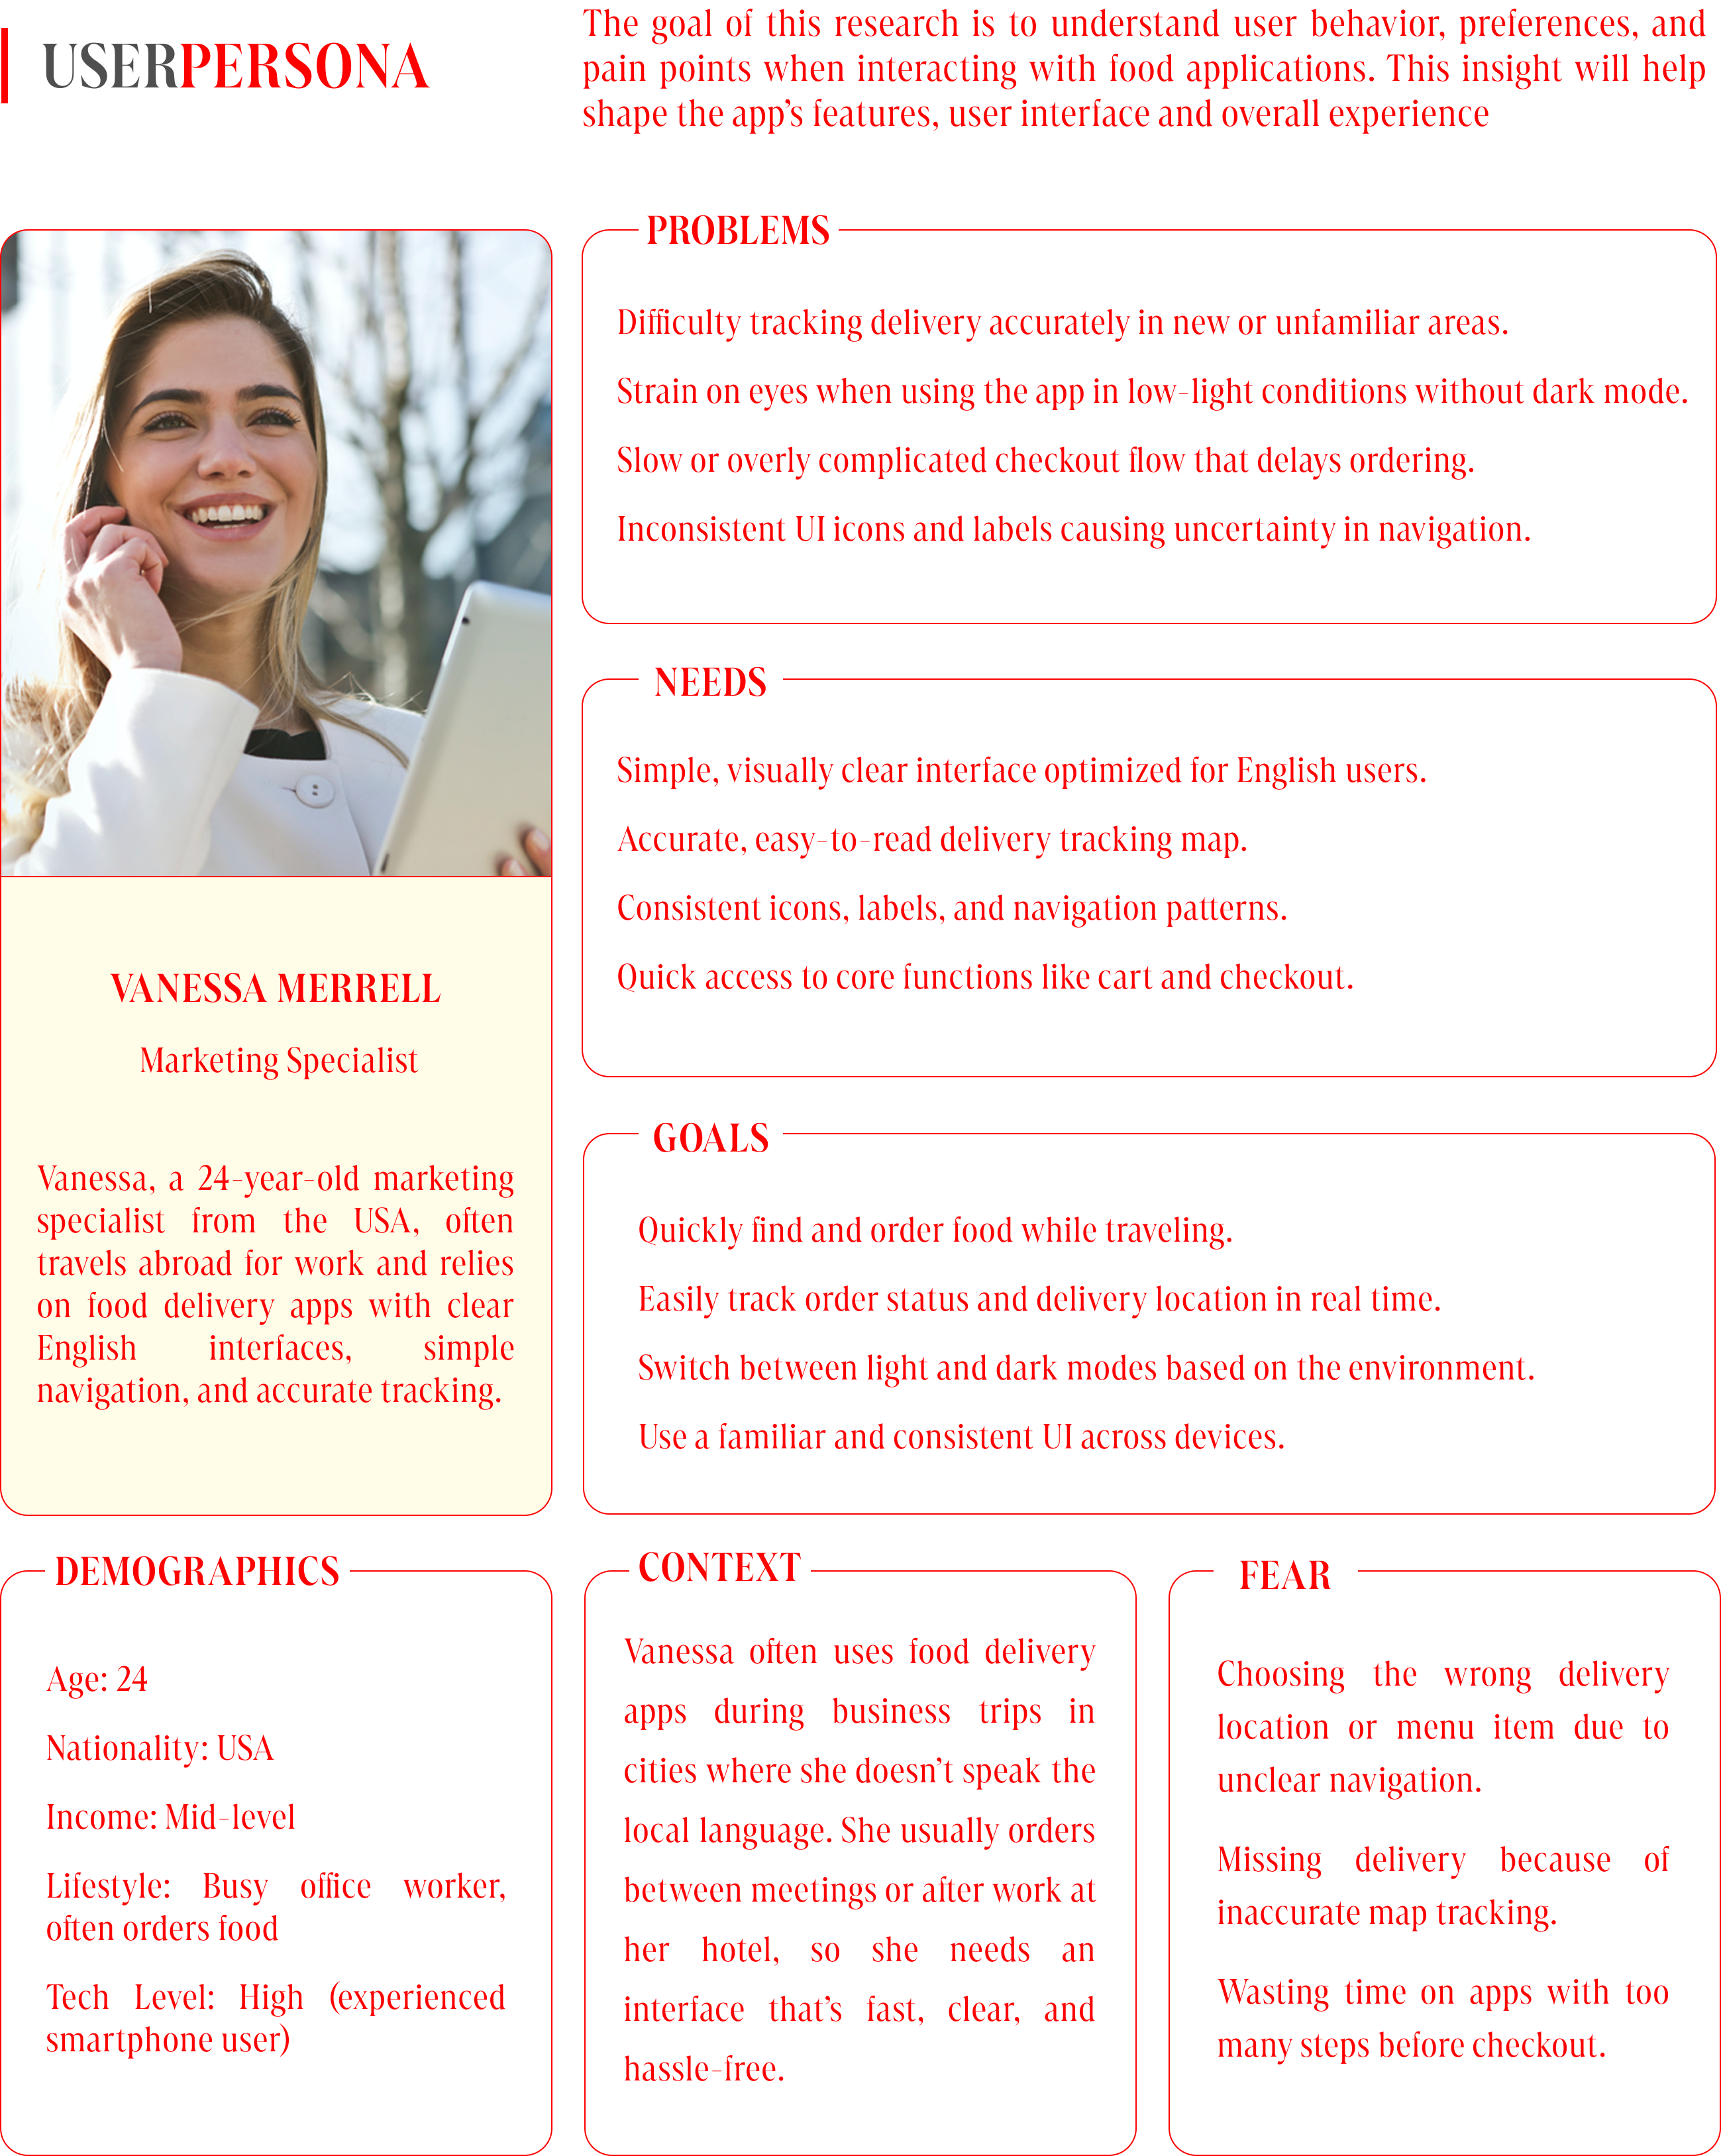 USERPERSONA
The goal of this research is to understand user behavior, preferences, and
pain points when interacting with food applications. This insight will help
shape the app’s features, user interface and overall experience
PROBLEMS
Difficulty tracking delivery accurately in new or unfamiliar areas.
Strain on eyes when using the app in low-light conditions without dark mode.
Slow or overly complicated checkout flow that delays ordering.
Inconsistent UI icons and labels causing uncertainty in navigation.
NEEDS
Simple, visually clear interface optimized for English users.
Accurate, easy-to-read delivery tracking map.
Consistent icons, labels, and navigation patterns.
Quick access to core functions like cart and checkout.
VANESSA MERRELL
Marketing Specialist
Vanessa, a 24-year-old marketing
specialist from the USA, often
travels abroad for work and relies
on food delivery apps with clear
English interfaces, simple
navigation, and accurate tracking.
GOALS
Quickly find and order food while traveling.
Easily track order status and delivery location in real time.
Switch between light and dark modes based on the environment.
Use a familiar and consistent UI across devices.
DEMOGRAPHICS
Age: 24
Nationality: USA
Income: Mid-level
Lifestyle: Busy office worker,
often orders food
Tech Level: High (experienced
smartphone user)
CONTEXT
Vanessa often uses food delivery
apps during business trips in
cities where she doesn’t speak the
local language. She usually orders
between meetings or after work at
her hotel, so she needs an
interface that’s fast, clear, and
hassle-free.
FEAR
Choosing the wrong delivery
location or menu item due to
unclear navigation.
Missing delivery because of
inaccurate map tracking.
Wasting time on apps with too
many steps before checkout.